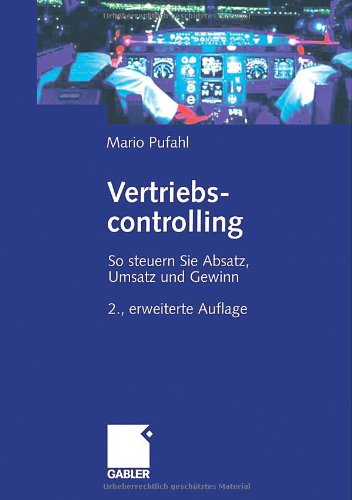 Urheberrechtlich geschütztes Material
Mario Pufahl
Vertriebs-
controlling
So steuern Sie Absatz,
Umsatz und Gewinn
2., erweiterte Auflage
GABLER
Urheberrechtlich geschütztes Material